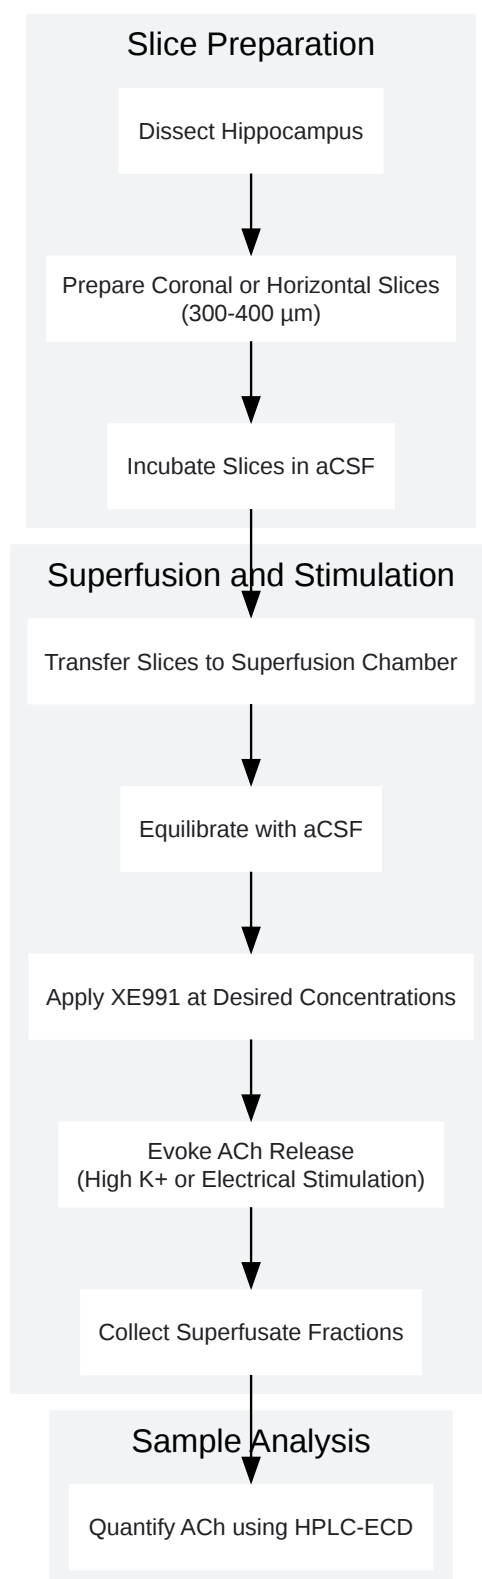 Slice Preparation
Dissect Hippocampus
Prepare Coronal or Horizontal Slices
(300-400 µm)
Incubate Slices in aCSF
Superfusion and Stimulation
Transfer Slices to Superfusion Chamber
Equilibrate with aCSF
Apply XE991 at Desired Concentrations
Evoke ACh Release
(High K+ or Electrical Stimulation)
Collect Superfusate Fractions
Sample Analysis
Quantify ACh using HPLC-ECD